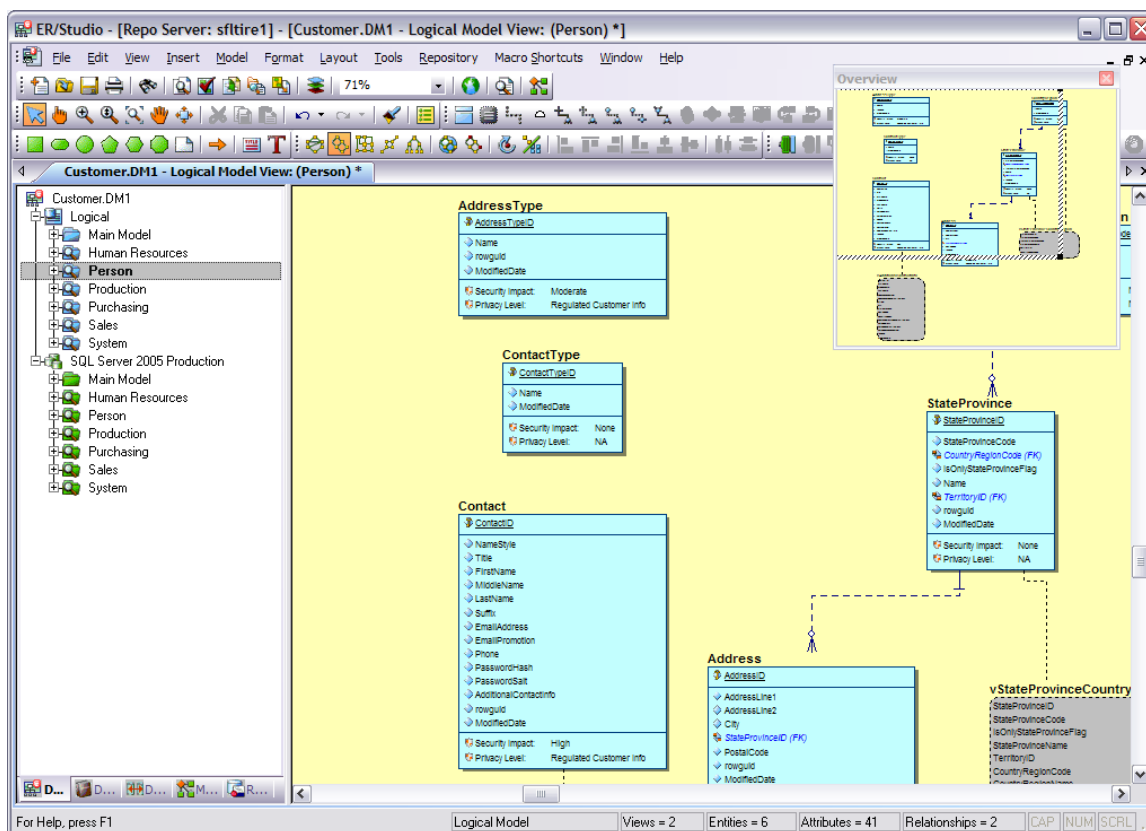 ER/Studio - [Repo Server: sfltire1] - [Customer.DM1 - Logical Model View: (Person) *]
File Edit View Insert Model Format Layout Tools Repository Macro Shortcuts Window Help
71%
Overview
Customer.DM1 - Logical Model View: (Person) *
Customer.DM1
Logical
Main Model
Human Resources
Person
Production
Purchasing
Sales
System
SQL Server 2005 Production
Main Model
Human Resources
Person
Production
Purchasing
Sales
System
AddressType
AddressTypeID
Name
rowguid
ModifiedDate
Security Impact: Moderate
Privacy Level: Regulated Customer Info
ContactType
ContactTypeID
Name
ModifiedDate
Security Impact: None
Privacy Level: NA
Contact
ContactID
NameStyle
Title
FirstName
MiddleName
LastName
Suffix
EmailAddress
EmailPromotion
Phone
PasswordHash
PasswordSalt
AdditionalContactInfo
rowguid
ModifiedDate
Security Impact: High
Privacy Level: Regulated Customer Info
StateProvince
StateProvinceID
StateProvinceCode
CountryRegionCode (FK)
IsOnlyStateProvinceFlag
Name
TerritoryID (FK)
rowguid
ModifiedDate
Security Impact: None
Privacy Level: NA
Address
AddressID
AddressLine1
AddressLine2
City
StateProvinceID (FK)
PostalCode
rowguid
ModifiedDate
vStateProvinceCountry
StateProvinceID
StateProvinceCode
IsOnlyStateProvinceFlag
StateProvinceName
TerritoryID
CountryRegionCode
CountryRegionName
D... D... D... M... R...
For Help, press F1
Logical Model
Views = 2
Entities = 6
Attributes = 41
Relationships = 2
CAP NUM SCRL